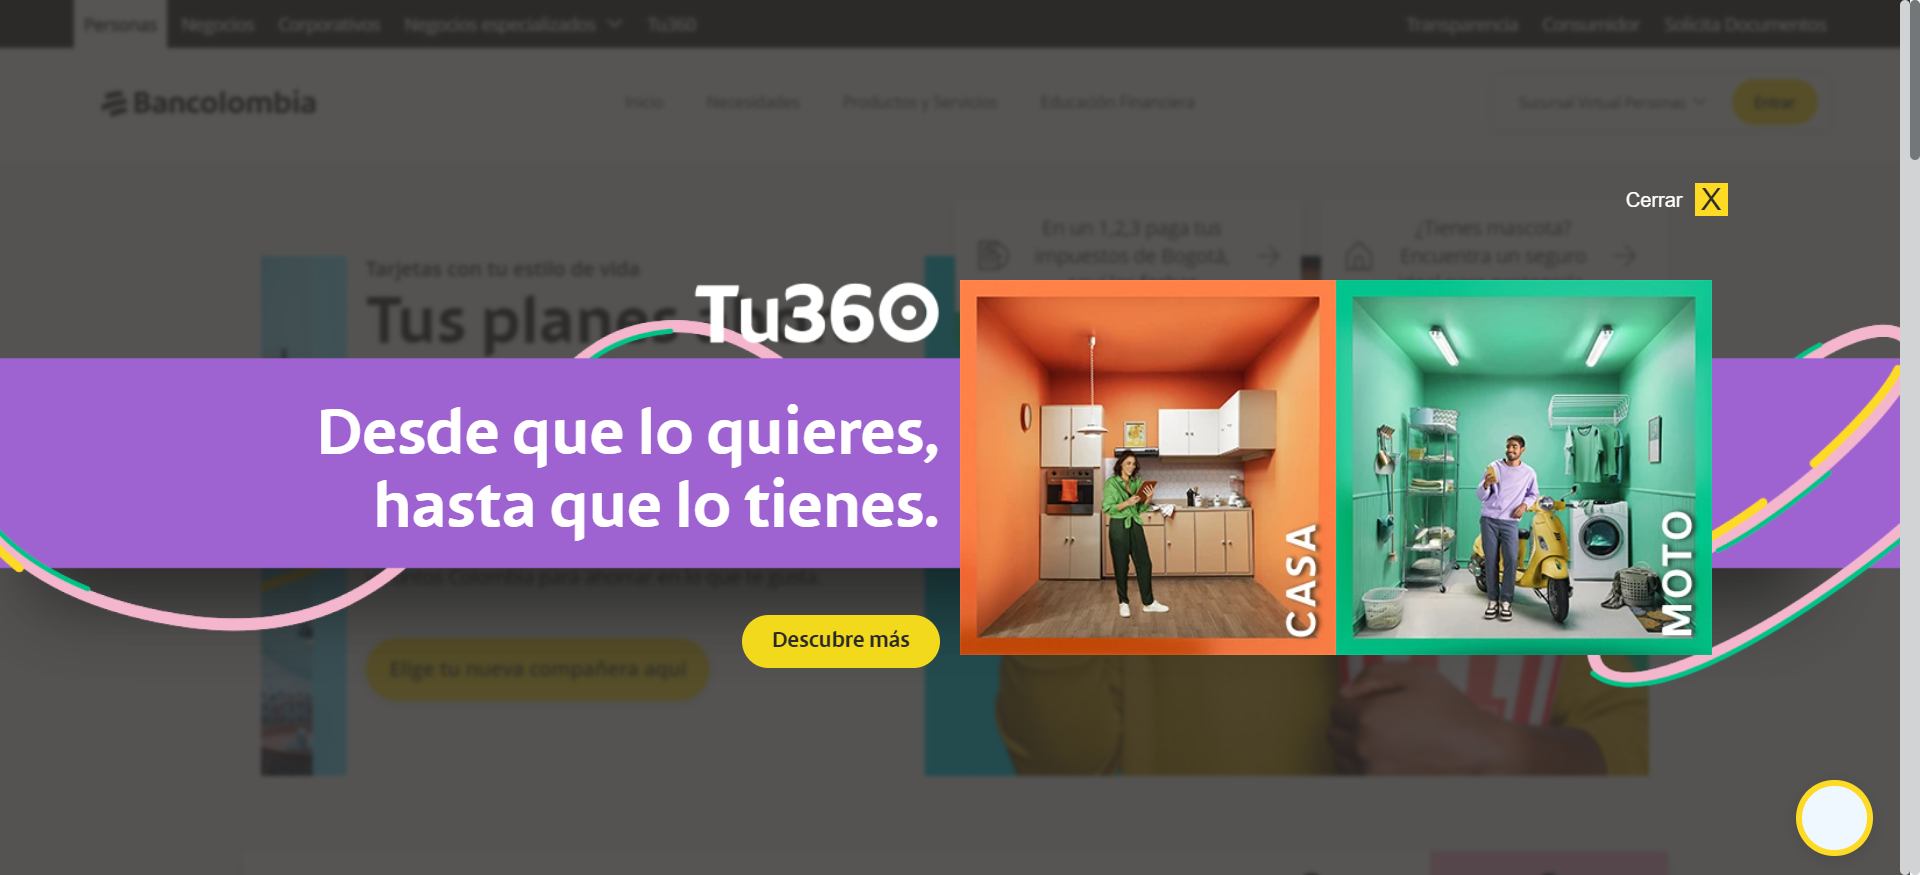 Personas Negocios Corporativos Negocios especializados Tu360 Transparencia Consumidor Solicita Documentos
Bancolombia Inicio Necesidades Productos y Servicios Educación Financiera Sucursal Virtual Personas Entrar
Cerrar X
En un 1,2,3 paga tus
impuestos de Bogotá,
¿Tienes mascota?
Encuentra un seguro
Tarjetas con tu estilo de vida
Tus planes
Tu360
Desde que lo quieres,
hasta que lo tienes.
CASA
MOTO
Descubre más
Elige tu nueva compañera aquí